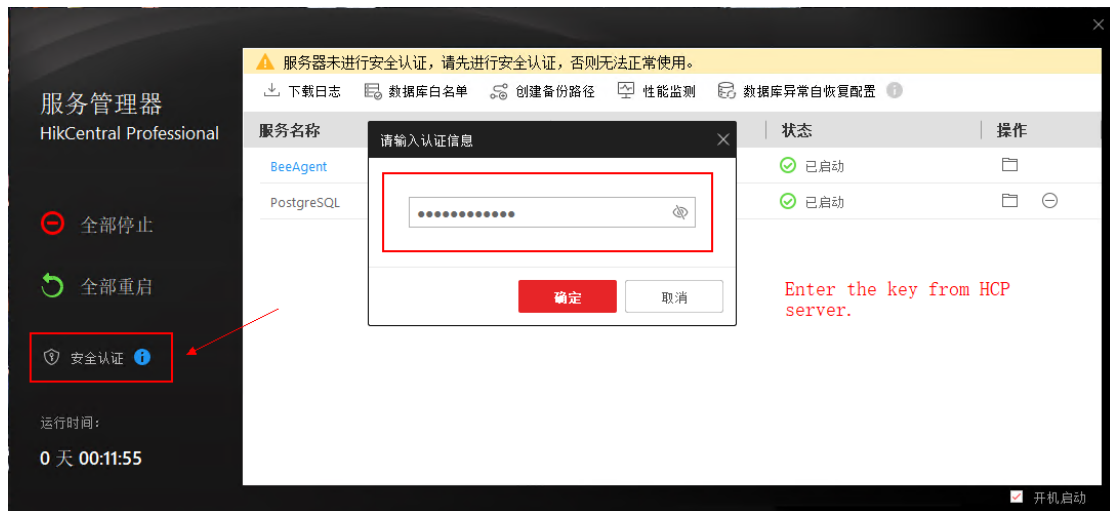 服务器未进行安全认证，请先进行安全认证，否则无法正常使用。
下载日志 数据库白名单 创建备份路径 性能监测 数据库异常自恢复配置
服务管理器
HikCentral Professional
服务名称 状态 操作
请输入认证信息
BeeAgent 已启动
PostgreSQL 已启动
••••••••••••
全部停止
全部重启
确定 取消
Enter the key from HCP
server.
安全认证
运行时间：
0 天 00:11:55
开机启动